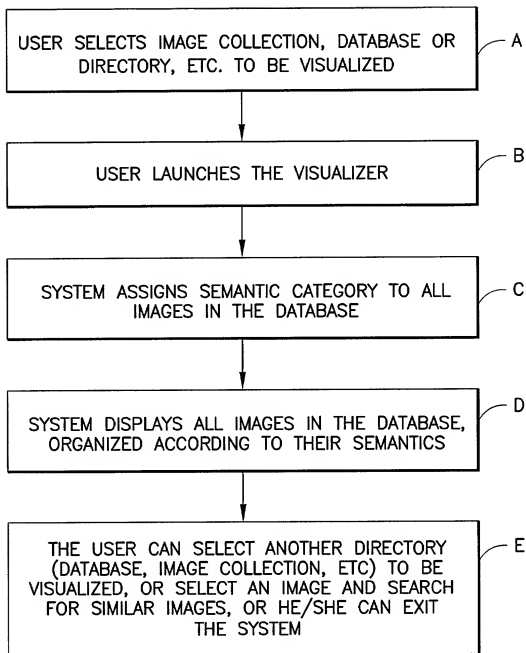 USER SELECTS IMAGE COLLECTION, DATABASE OR
DIRECTORY, ETC. TO BE VISUALIZED
A
USER LAUNCHES THE VISUALIZER
B
SYSTEM ASSIGNS SEMANTIC CATEGORY TO ALL
IMAGES IN THE DATABASE
C
SYSTEM DISPLAYS ALL IMAGES IN THE DATABASE,
ORGANIZED ACCORDING TO THEIR SEMANTICS
D
THE USER CAN SELECT ANOTHER DIRECTORY
(DATABASE, IMAGE COLLECTION, ETC) TO BE
VISUALIZED, OR SELECT AN IMAGE AND SEARCH
FOR SIMILAR IMAGES, OR HE/SHE CAN EXIT
THE SYSTEM
E